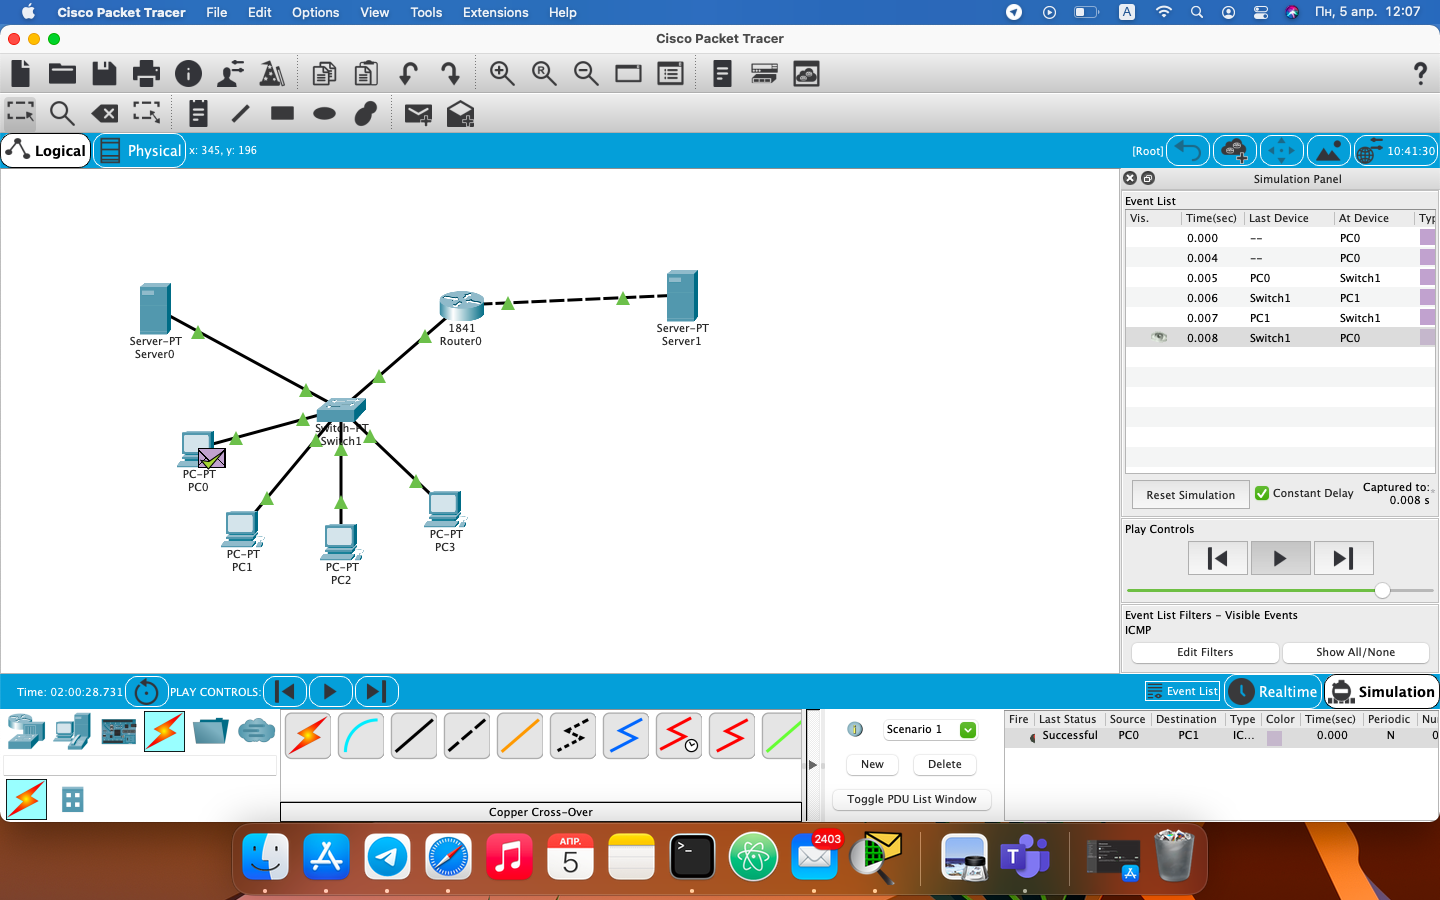 Cisco Packet Tracer File Edit Options View Tools Extensions Help A Пн, 5 апр. 12:07
Cisco Packet Tracer
Logical Physical x: 345, y: 196 [Root] 10:41:30
Simulation Panel
Event List
Vis. Time(sec) Last Device At Device Typ
0.000 -- PC0
0.004 -- PC0
0.005 PC0 Switch1
0.006 Switch1 PC1
0.007 PC1 Switch1
0.008 Switch1 PC0
Server-PT
Server0
1841
Router0
Server-PT
Server1
Switch-PT
Switch1
PC-PT
PC0
PC-PT
PC1
PC-PT
PC2
PC-PT
PC3
Reset Simulation Constant Delay Captured to:
0.008 s
Play Controls
Event List Filters - Visible Events
ICMP
Edit Filters Show All/None
Time: 02:00:28.731 PLAY CONTROLS: Event List Realtime Simulation
Scenario 1
New Delete
Toggle PDU List Window
Fire Last Status Source Destination Type Color Time(sec) Periodic Nu
Successful PC0 PC1 IC... 0.000 N 0
Copper Cross-Over
АПР.
5
>_
2403
T